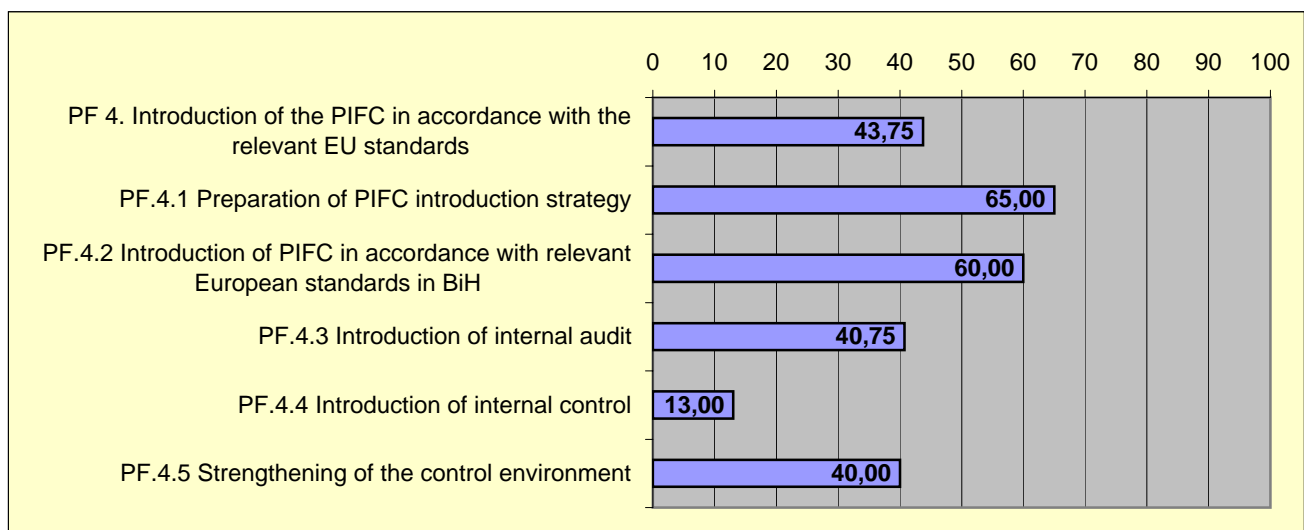 0 10 20 30 40 50 60 70 80 90 100
PF 4. Introduction of the PIFC in accordance with the
relevant EU standards
43,75
PF.4.1 Preparation of PIFC introduction strategy
65,00
PF.4.2 Introduction of PIFC in accordance with relevant
European standards in BiH
60,00
PF.4.3 Introduction of internal audit
40,75
PF.4.4 Introduction of internal control
13,00
PF.4.5 Strengthening of the control environment
40,00